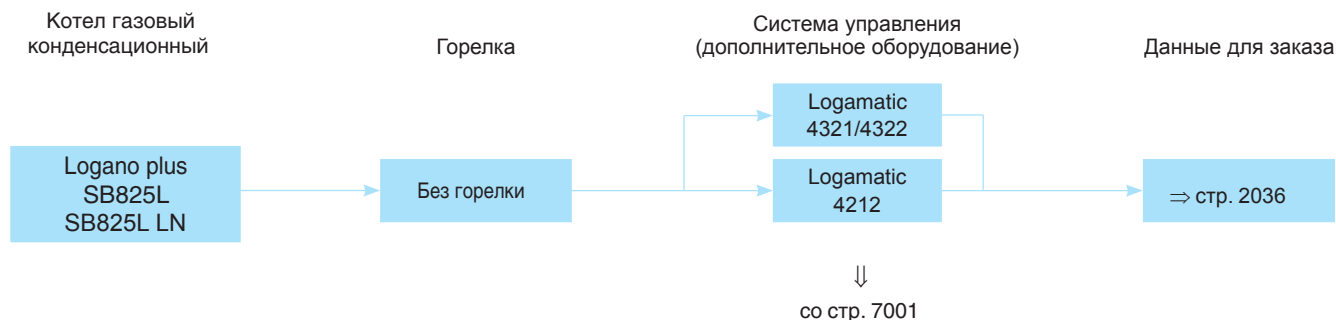 Котел газовый
конденсационный
Горелка
Система управления
(дополнительное оборудование)
Данные для заказа
Logano plus
SB825L
SB825L LN
Без горелки
Logamatic
4321/4322
Logamatic
4212
⇒ стр. 2036
⇓
со стр. 7001